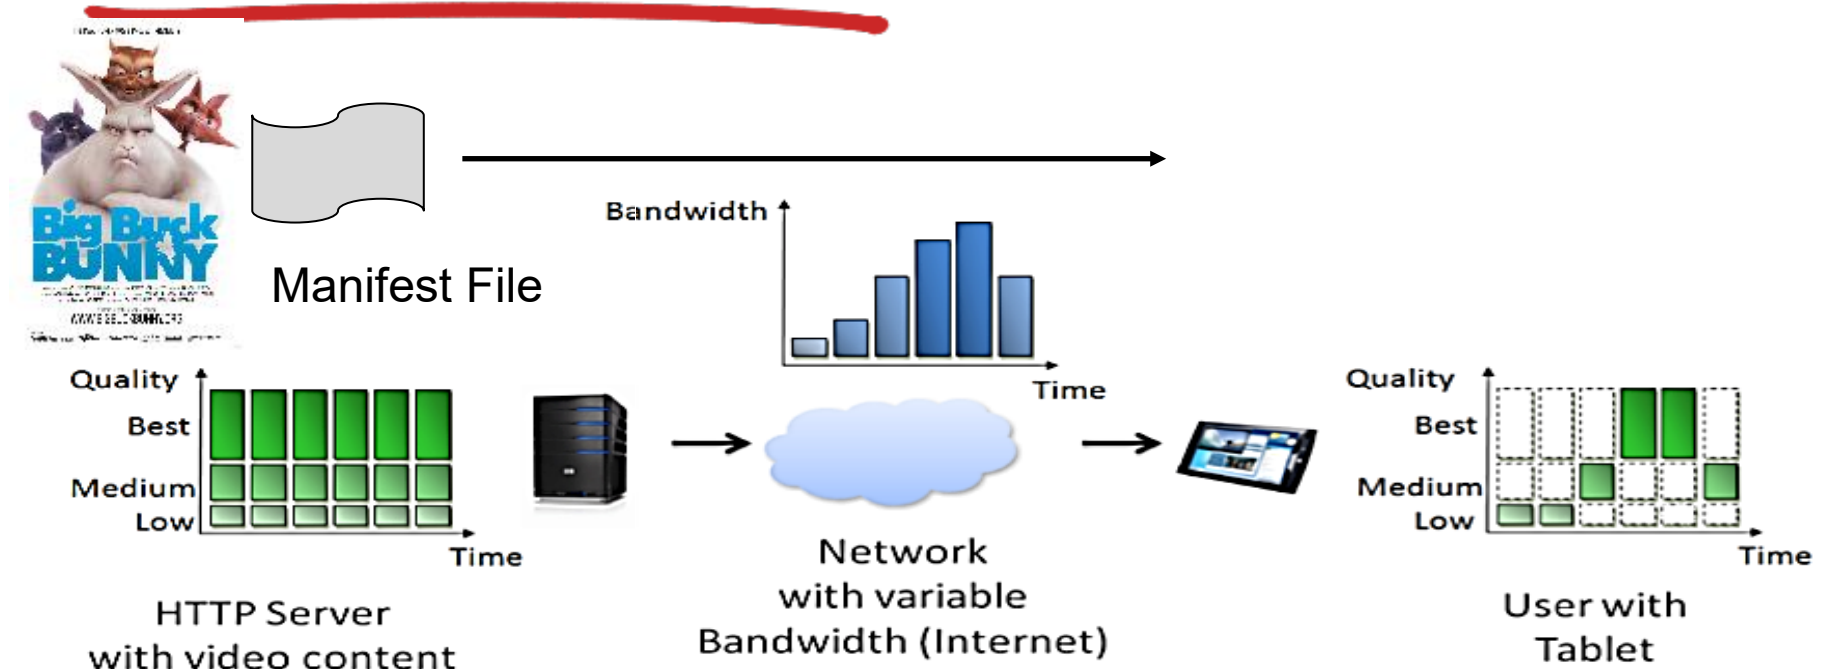 Big Buck
BUNNY
Manifest File
Bandwidth
Time
Quality
Best
Medium
Low
Time
HTTP Server
with video content
Network
with variable
Bandwidth (Internet)
Quality
Best
Medium
Low
Time
User with
Tablet